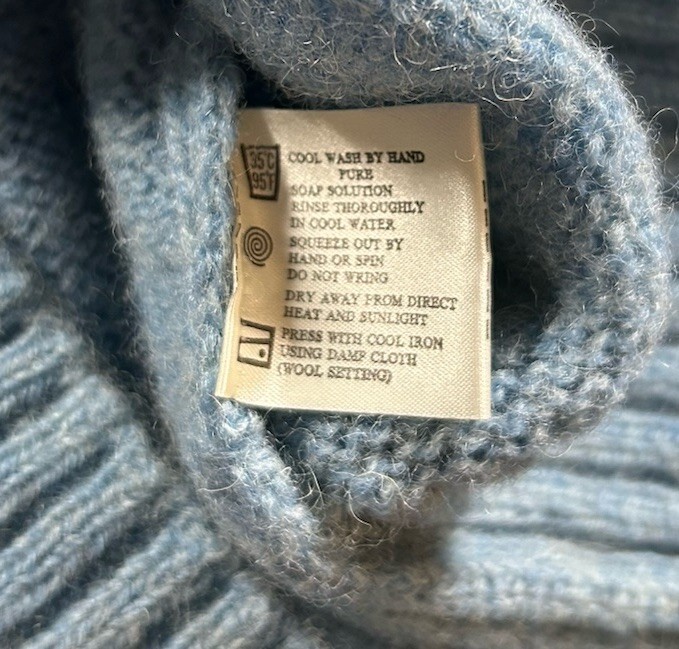 35°C
95°F
COOL WASH BY HAND
PURE
SOAP SOLUTION
RINSE THOROUGHLY
IN COOL WATER
SQUEEZE OUT BY
HAND OR SPIN
DO NOT WRING
DRY AWAY FROM DIRECT
HEAT AND SUNLIGHT
PRESS WITH COOL IRON
USING DAMP CLOTH
(WOOL SETTING)